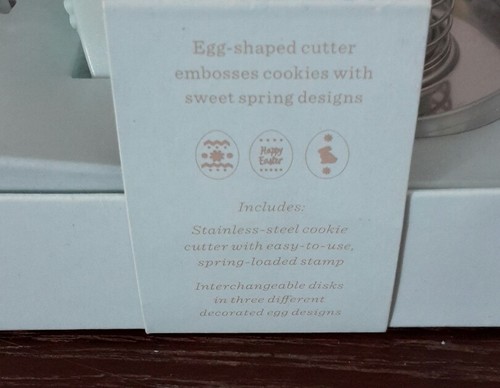 Egg-shaped cutter
embosses cookies with
sweet spring designs
Happy
Easter
Includes:
Stainless-steel cookie
cutter with easy-to-use,
spring-loaded stamp
Interchangeable disks
in three different
decorated egg designs